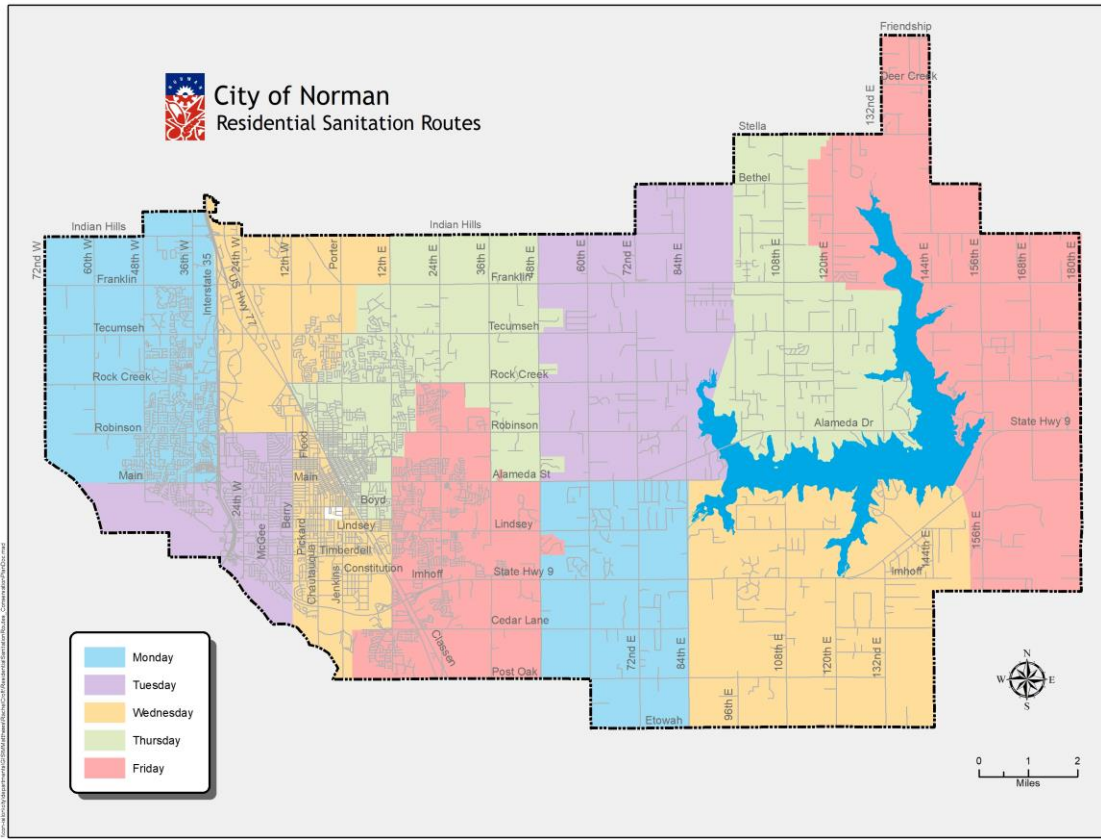 Friendship
Deer Creek
132nd E
City of Norman
Residential Sanitation Routes
Stella
Bethel
Indian Hills
Indian Hills
72nd W
60th W
48th W
36th W
Interstate 35
24th W
US Hwy 77
12th W
Porter
12th E
24th E
36th E
48th E
60th E
72nd E
84th E
108th E
120th E
144th E
156th E
168th E
180th E
Franklin
Franklin
Tecumseh
Tecumseh
Rock Creek
Rock Creek
Robinson
Robinson
Alameda Dr
State Hwy 9
Main
Flood
Main
Alameda St
24th W
McGee
Berry
Pickard
Chautauqua
Jenkins
Boyd
Lindsey
Lindsey
Timberdell
Constitution
Imhoff
State Hwy 9
Imhoff
144th E
156th E
Cedar Lane
Classen
Post Oak
72nd E
84th E
96th E
108th E
120th E
132nd E
Etowah
Monday
Tuesday
Wednesday
Thursday
Friday
N
W E
S
0 1 2
Miles